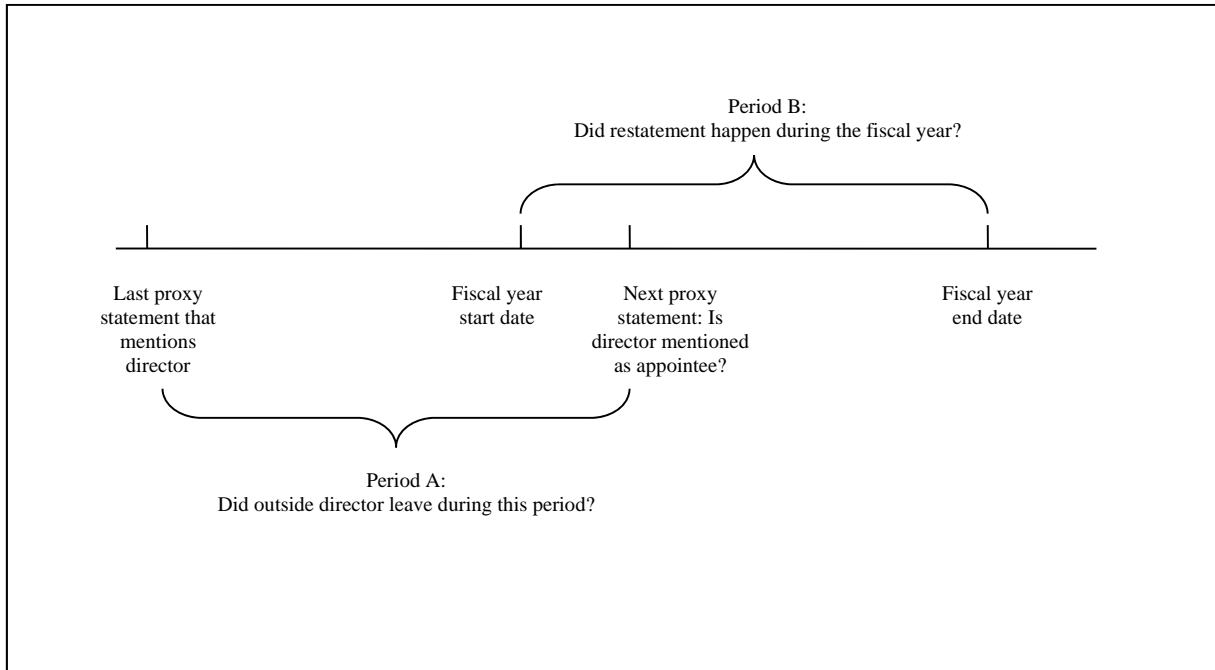 Period B:
Did restatement happen during the fiscal year?
Last proxy
statement that
mentions
director
Fiscal year
start date
Next proxy
statement: Is
director mentioned
as appointee?
Fiscal year
end date
Period A:
Did outside director leave during this period?